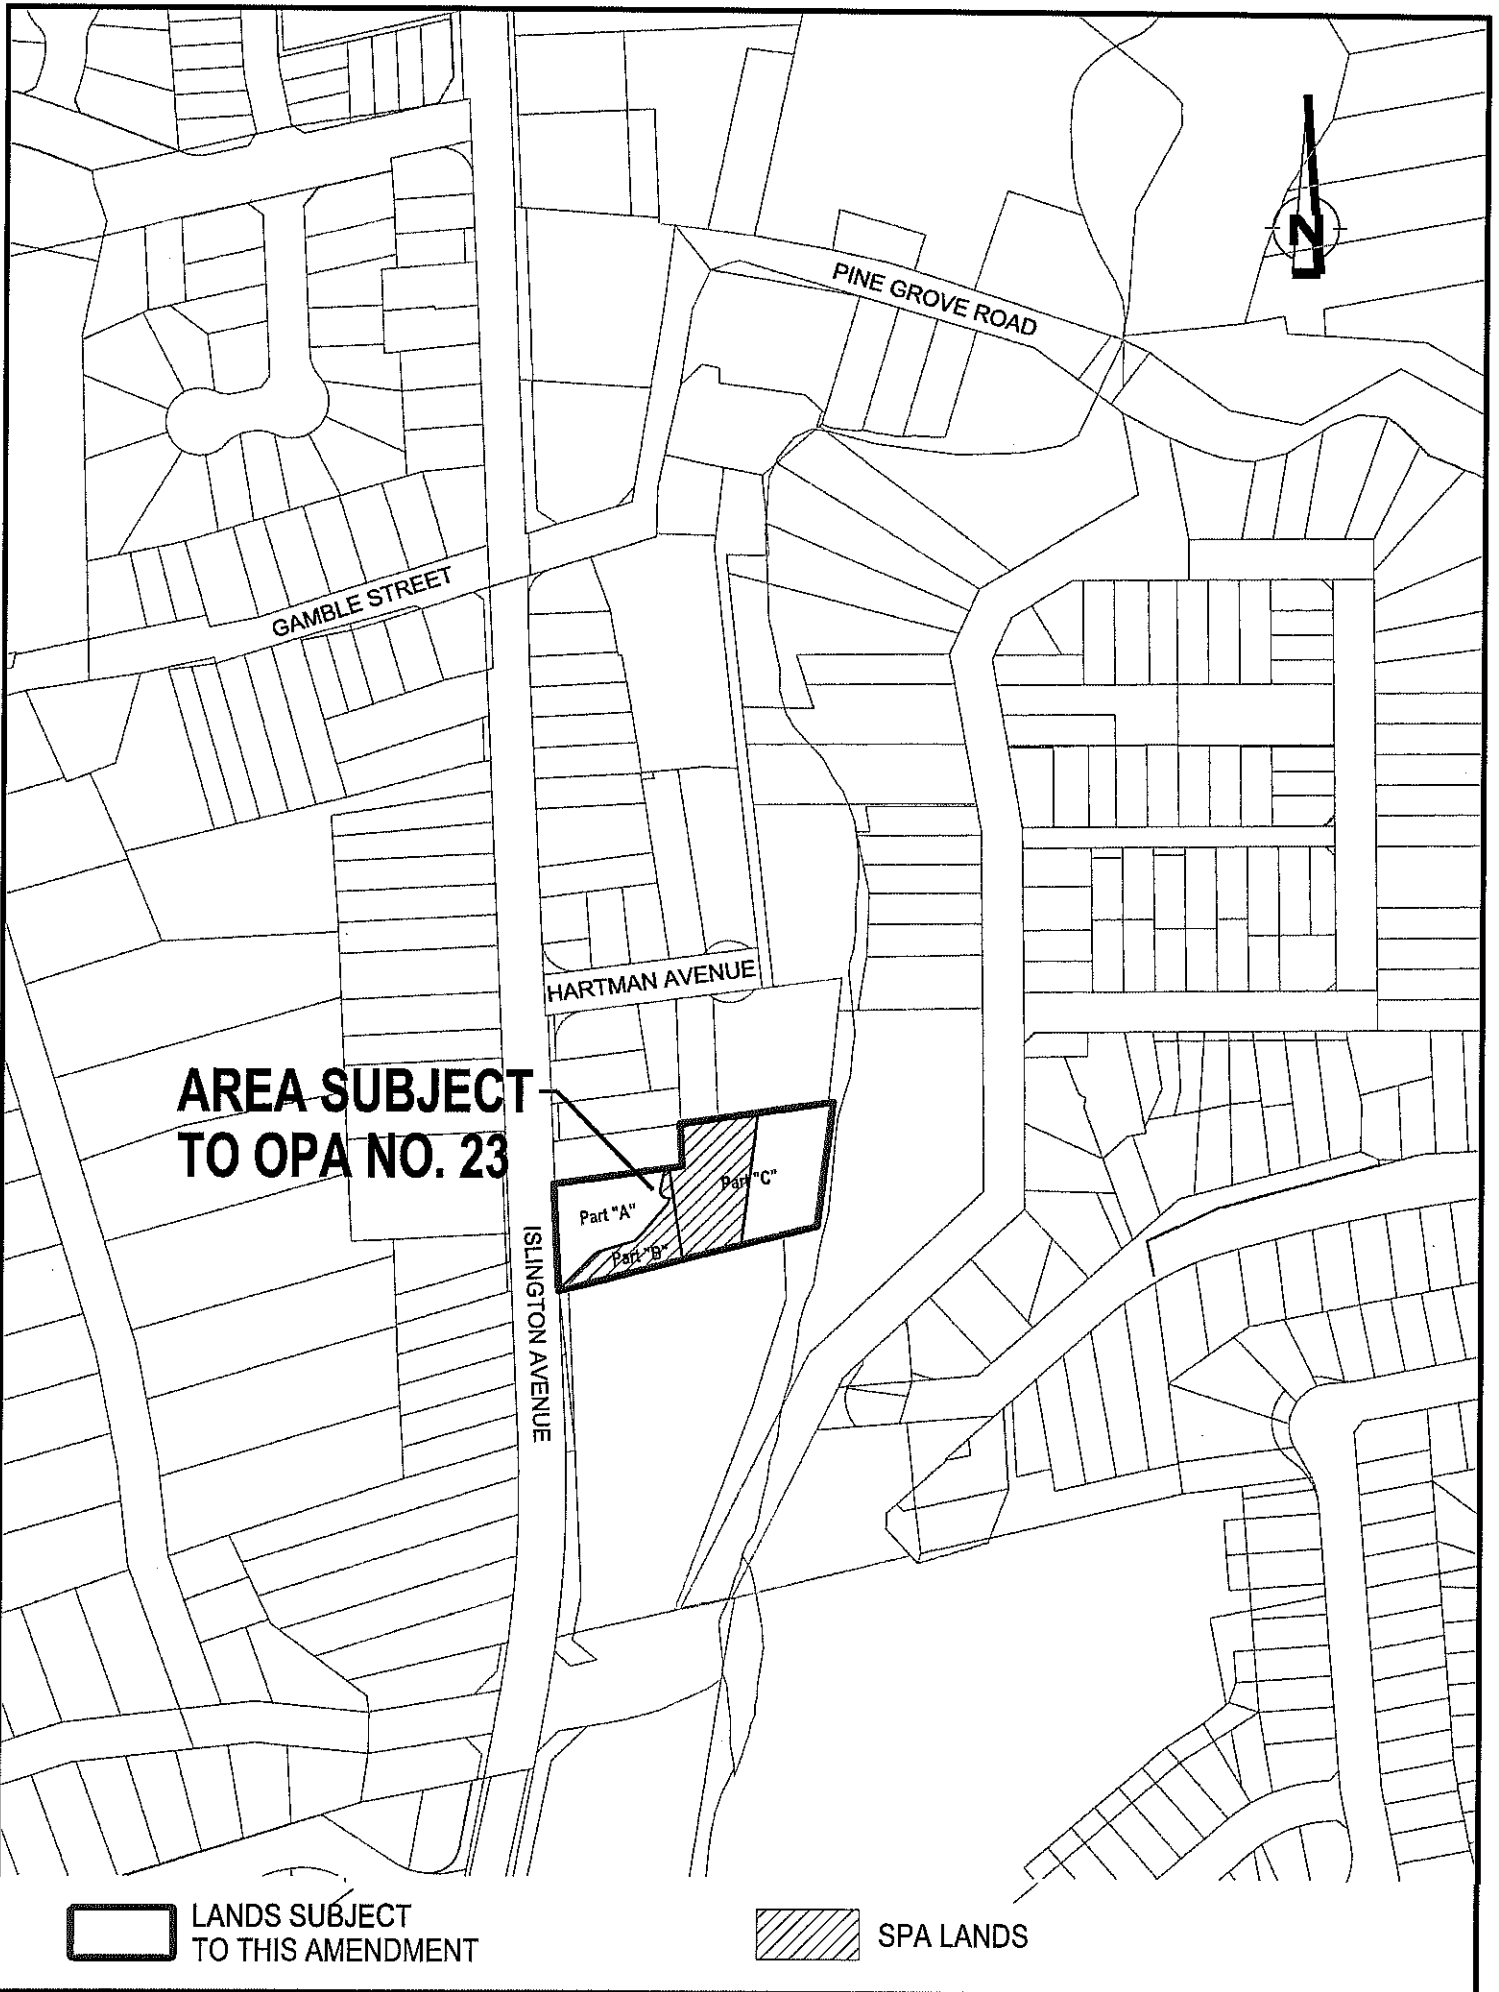 N
PINE GROVE ROAD
GAMBLE STREET
HARTMAN AVENUE
AREA SUBJECT
TO OPA NO. 23
Part "A"
Part "B"
Part "C"
ISLINGTON AVENUE
LANDS SUBJECT
TO THIS AMENDMENT
SPA LANDS